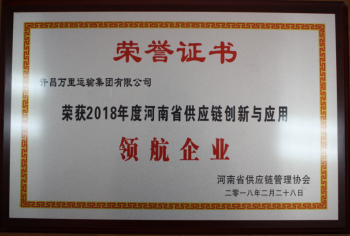 荣誉证书
许昌万里运输集团有限公司
荣获2018年度河南省供应链创新与应用
领航企业
河南省供应链管理协会
二零一八年二月二十八日